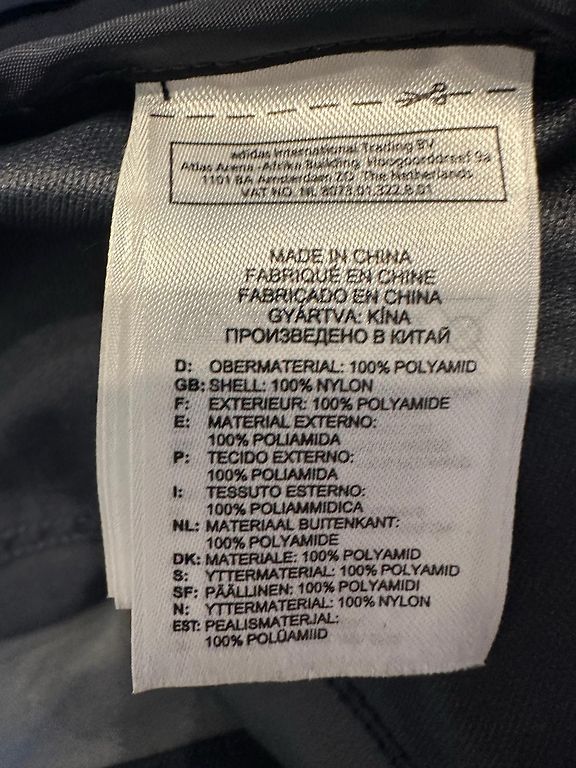 adidas International Trading BV
Atlas Arena -Afrika Building, Hoogoorddreef 9a
1101 BA Amsterdam ZO, The Netherlands
VAT NO. NL 8073.01.322.B.01
MADE IN CHINA
FABRIQUÉ EN CHINE
FABRICADO EN CHINA
GYÁRTVA: KÍNA
ПРОИЗВЕДЕНО В КИТАЙ
D: OBERMATERIAL: 100% POLYAMID
GB: SHELL: 100% NYLON
F: EXTERIEUR: 100% POLYAMIDE
E: MATERIAL EXTERNO:
100% POLIAMIDA
P: TECIDO EXTERNO:
100% POLIAMIDA
I: TESSUTO ESTERNO:
100% POLIAMMIDICA
NL: MATERIAAL BUITENKANT:
100% POLYAMIDE
DK: MATERIALE: 100% POLYAMID
S: YTTERMATERIAL: 100% POLYAMID
SF: PÄÄLLINEN: 100% POLYAMIDI
N: YTTERMATERIAL: 100% NYLON
EST: PEALISMATERJAL:
100% POLÜAMIID